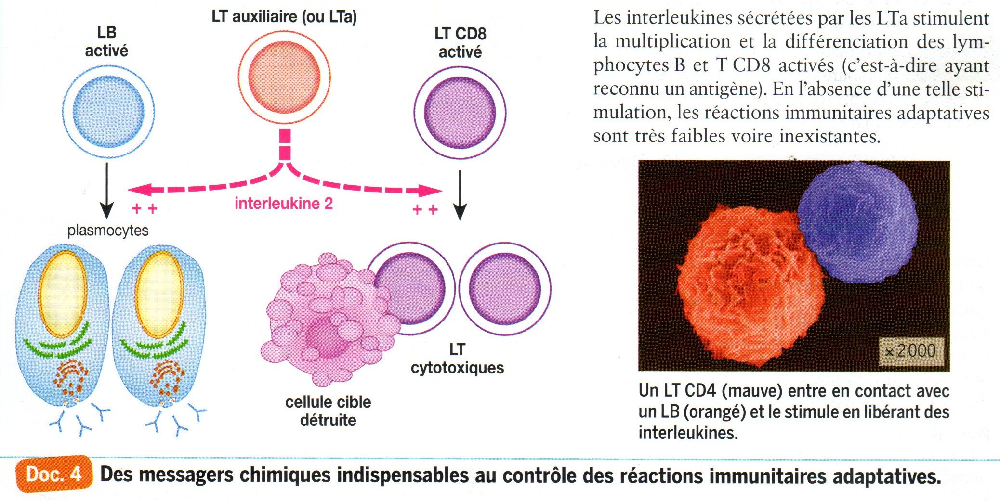 LT auxiliaire (ou LTa)
LB
activé
LT CD8
activé
interleukine 2
+ +
+ +
plasmocytes
LT
cytotoxiques
cellule cible
détruite
Les interleukines sécrétées par les LTa stimulent
la multiplication et la différenciation des lym-
phocytes B et T CD8 activés (c'est-à-dire ayant
reconnu un antigène). En l'absence d'une telle sti-
mulation, les réactions immunitaires adaptatives
sont très faibles voire inexistantes.
x 2000
Un LT CD4 (mauve) entre en contact avec
un LB (orangé) et le stimule en libérant des
interleukines.
Doc. 4 Des messagers chimiques indispensables au contrôle des réactions immunitaires adaptatives.